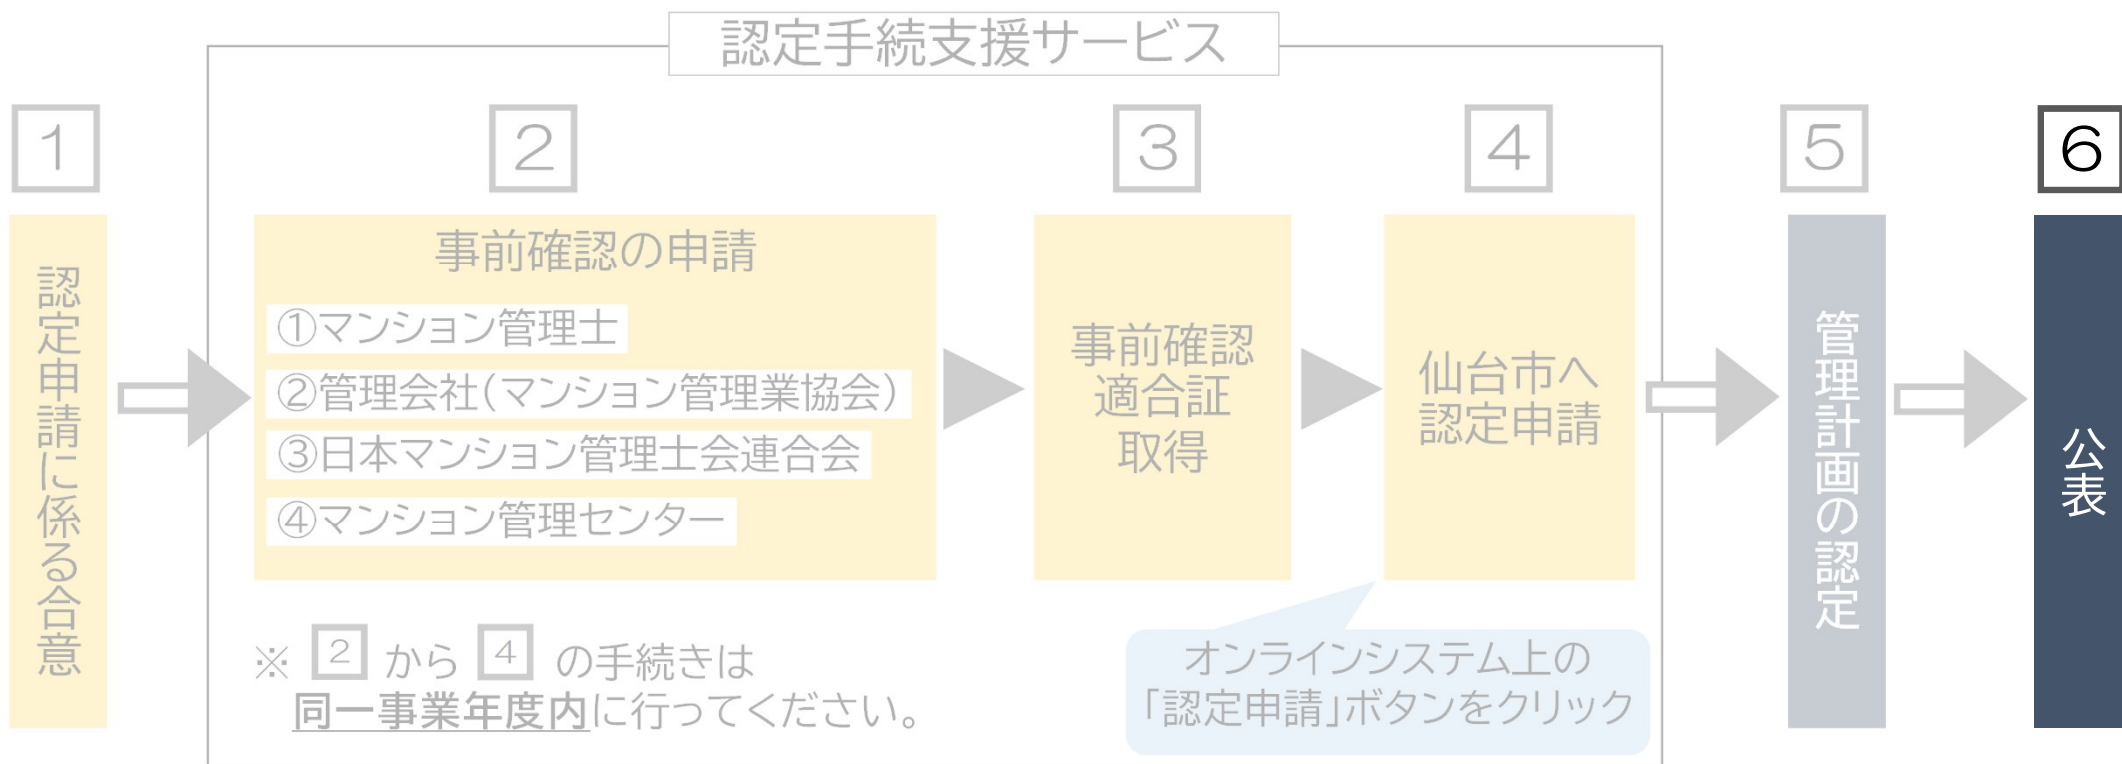 認定手続支援サービス
1
認定申請に係る合意
2
事前確認の申請
①マンション管理士
②管理会社(マンション管理業協会)
③日本マンション管理士会連合会
④マンション管理センター
3
事前確認
適合証
取得
4
仙台市へ
認定申請
※ 2 から 4 の手続きは
同一事業年度内に行ってください。
オンラインシステム上の
「認定申請」ボタンをクリック
5
管理計画の認定
6
公表